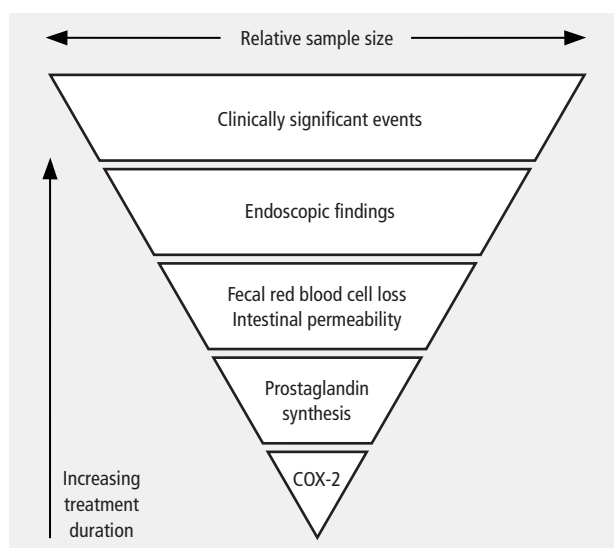 Relative sample size
Clinically significant events
Endoscopic findings
Fecal red blood cell loss
Intestinal permeability
Prostaglandin
synthesis
COX-2
Increasing
treatment
duration